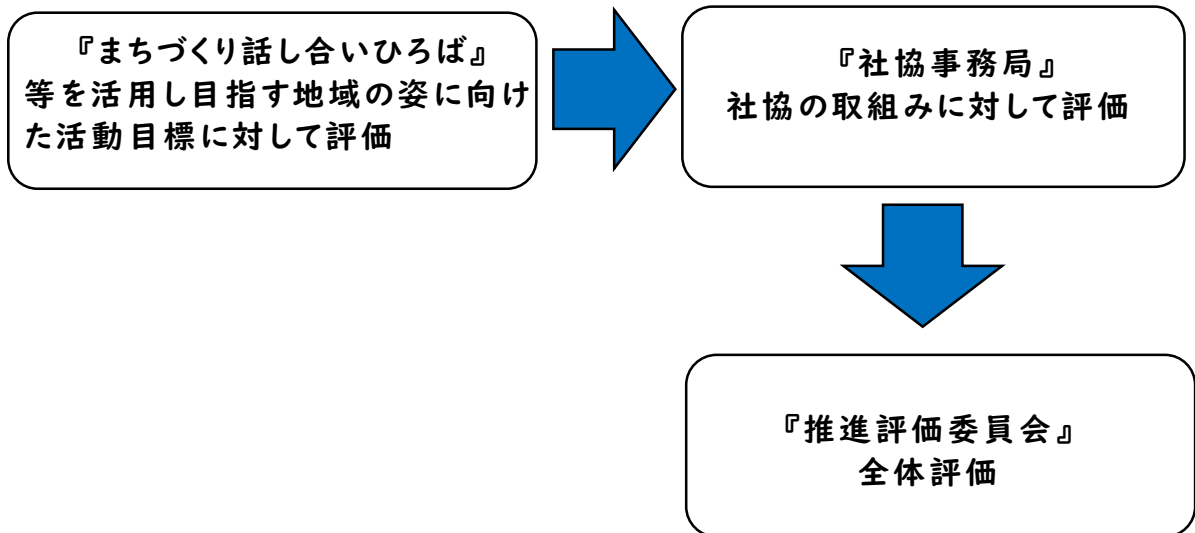 『まちづくり話し合いひろば』
等を活用し目指す地域の姿に向け
た活動目標に対して評価
『社協事務局』
社協の取組みに対して評価
『推進評価委員会』
全体評価